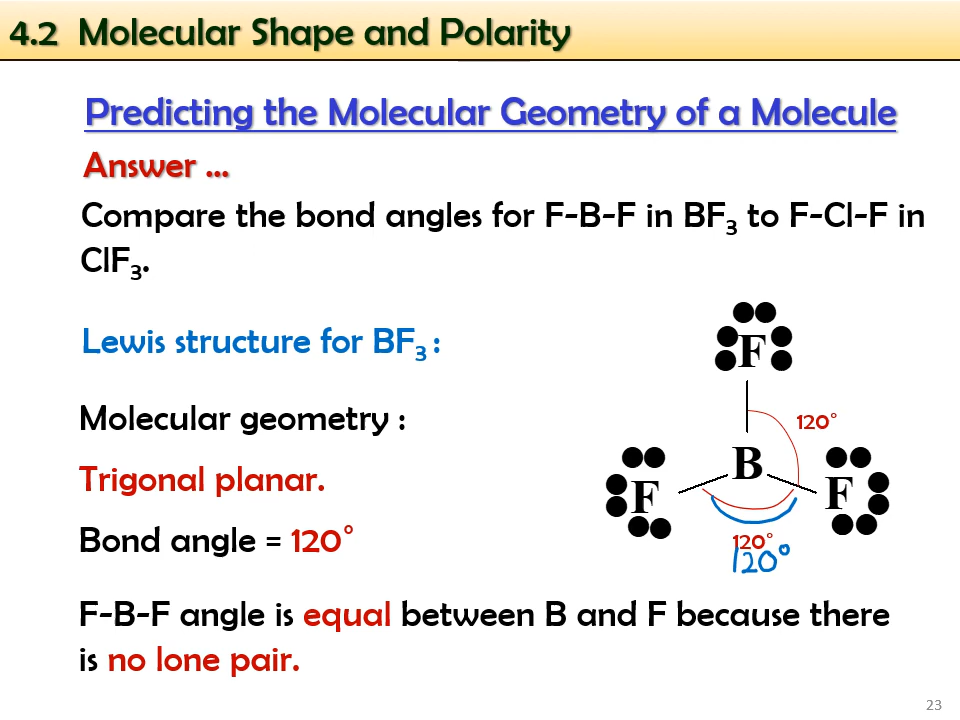 4.2 Molecular Shape and Polarity
Predicting the Molecular Geometry of a Molecule
Answer ...
Compare the bond angles for F-B-F in BF₃ to F-Cl-F in
ClF₃.
Lewis structure for BF₃ :
F
Molecular geometry :
120°
B
Trigonal planar.
F
F
Bond angle = 120°
120°
120°
F-B-F angle is equal between B and F because there
is no lone pair.
23